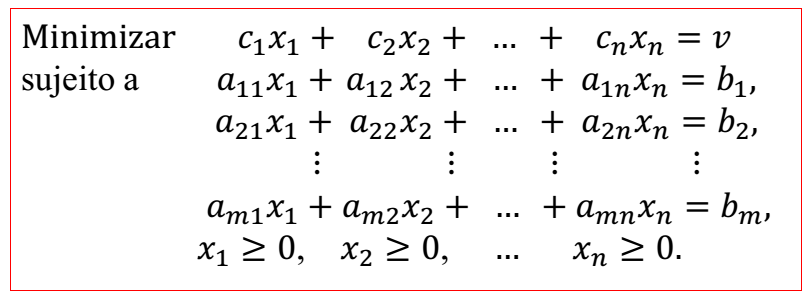 Minimizar c₁x₁ + c₂x₂ + … + cₙxₙ = v
sujeito a a₁₁x₁ + a₁₂x₂ + … + a₁ₙxₙ = b₁,
a₂₁x₁ + a₂₂x₂ + … + a₂ₙxₙ = b₂,
⋮ ⋮ ⋮ ⋮
aₘ₁x₁ + aₘ₂x₂ + … + aₘₙxₙ = bₘ,
x₁ ≥ 0, x₂ ≥ 0, … xₙ ≥ 0.